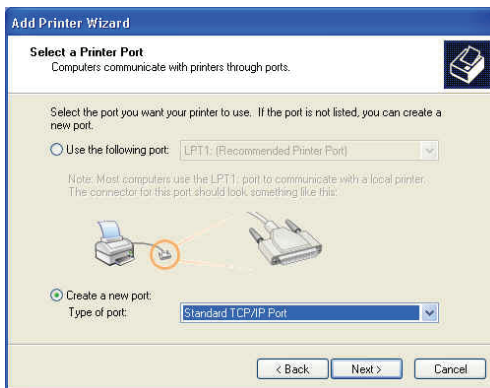 Add Printer Wizard
Select a Printer Port
Computers communicate with printers through ports.
Select the port you want your printer to use. If the port is not listed, you can create a
new port.
Use the following port: LPT1: (Recommended Printer Port)
Note: Most computers use the LPT1: port to communicate with a local printer.
The connector for this port should look something like this:
Create a new port:
Type of port: Standard TCP/IP Port
< Back Next > Cancel